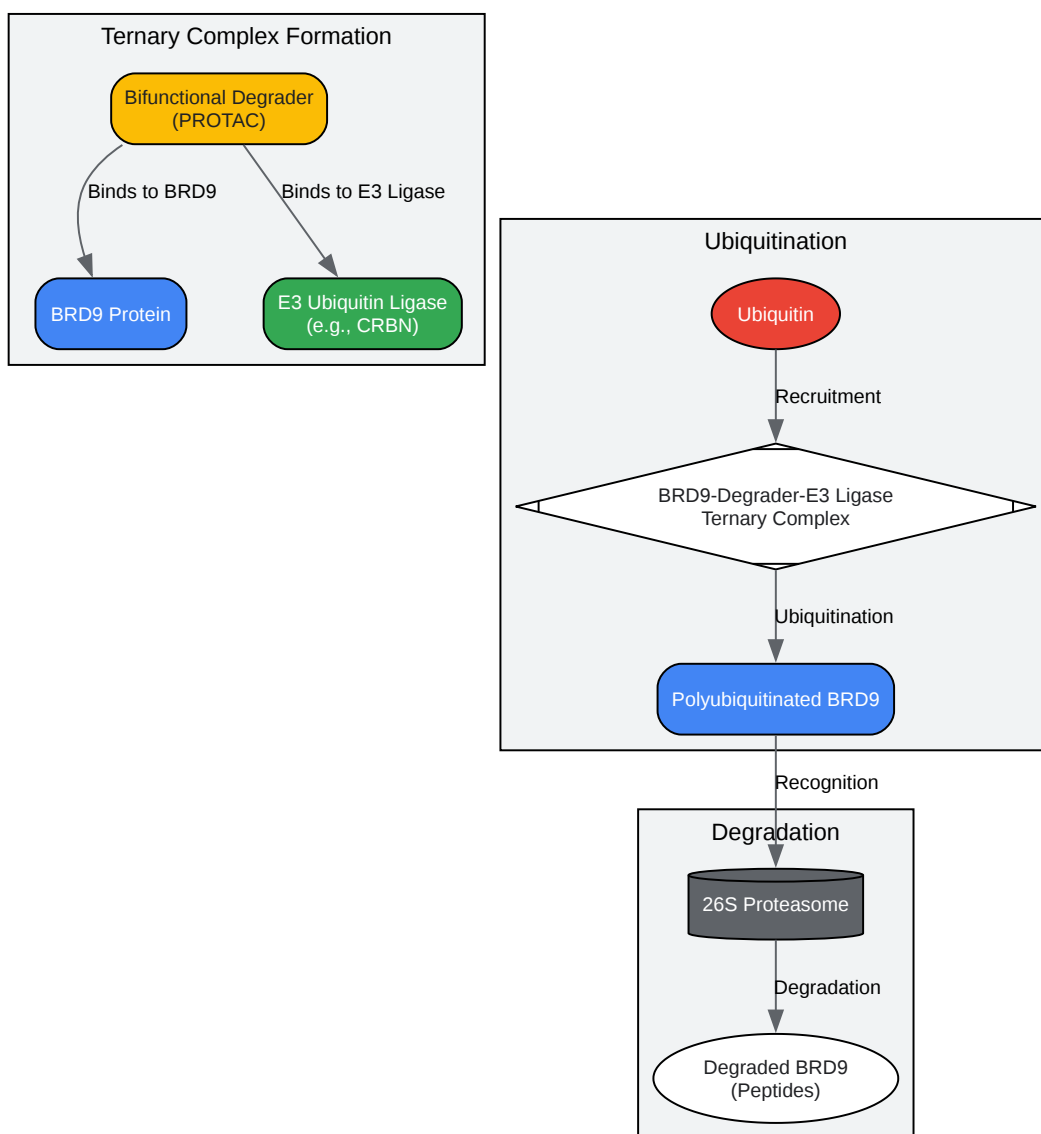 Ternary Complex Formation
Bifunctional Degrader
(PROTAC)
Binds to BRD9
Binds to E3 Ligase
BRD9 Protein
E3 Ubiquitin Ligase
(e.g., CRBN)
Ubiquitination
Ubiquitin
Recruitment
BRD9-Degrader-E3 Ligase
Ternary Complex
Ubiquitination
Polyubiquitinated BRD9
Recognition
Degradation
26S Proteasome
Degradation
Degraded BRD9
(Peptides)